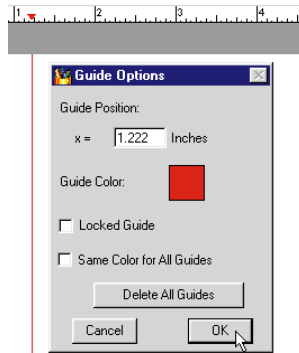 1 2 3 4
Guide Options
Guide Position:
x = 1.222 Inches
Guide Color:
Locked Guide
Same Color for All Guides
Delete All Guides
Cancel OK